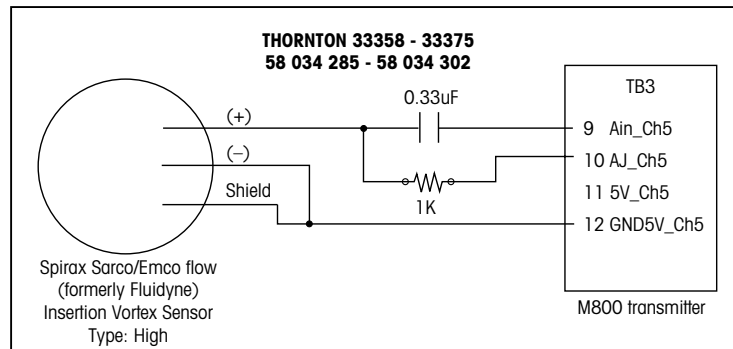 THORNTON 33358 - 33375
58 034 285 - 58 034 302
TB3
0.33uF
(+)
9 Ain_Ch5
(–)
10 AJ_Ch5
Shield
11 5V_Ch5
1K
12 GND5V_Ch5
Spirax Sarco/Emco flow
(formerly Fluidyne)
Insertion Vortex Sensor
Type: High
M800 transmitter